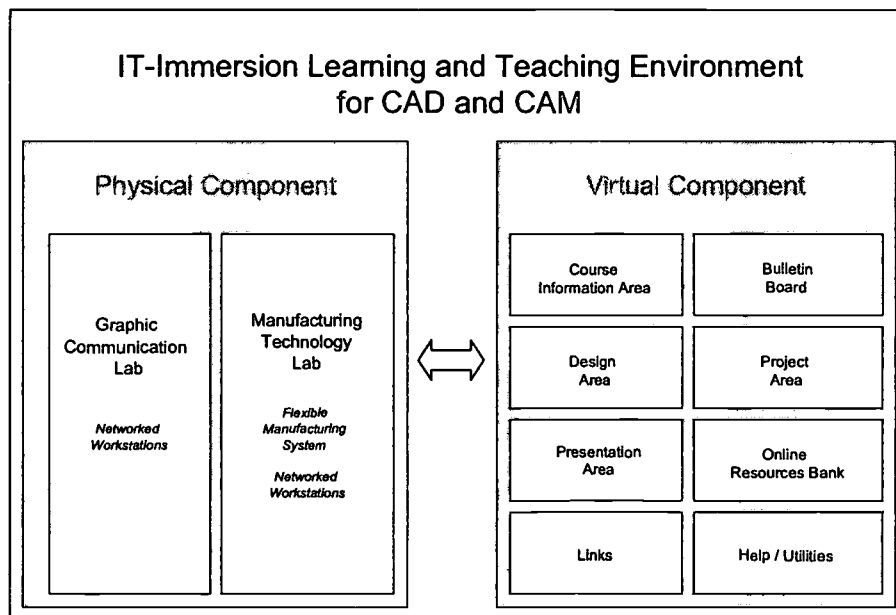 IT-Immersion Learning and Teaching Environment
for CAD and CAM
Physical Component
Graphic
Communication
Lab
Networked
Workstations
Manufacturing
Technology
Lab
Flexible
Manufacturing
System
Networked
Workstations
Virtual Component
Course
Information Area
Bulletin
Board
Design
Area
Project
Area
Presentation
Area
Online
Resources Bank
Links
Help / Utilities